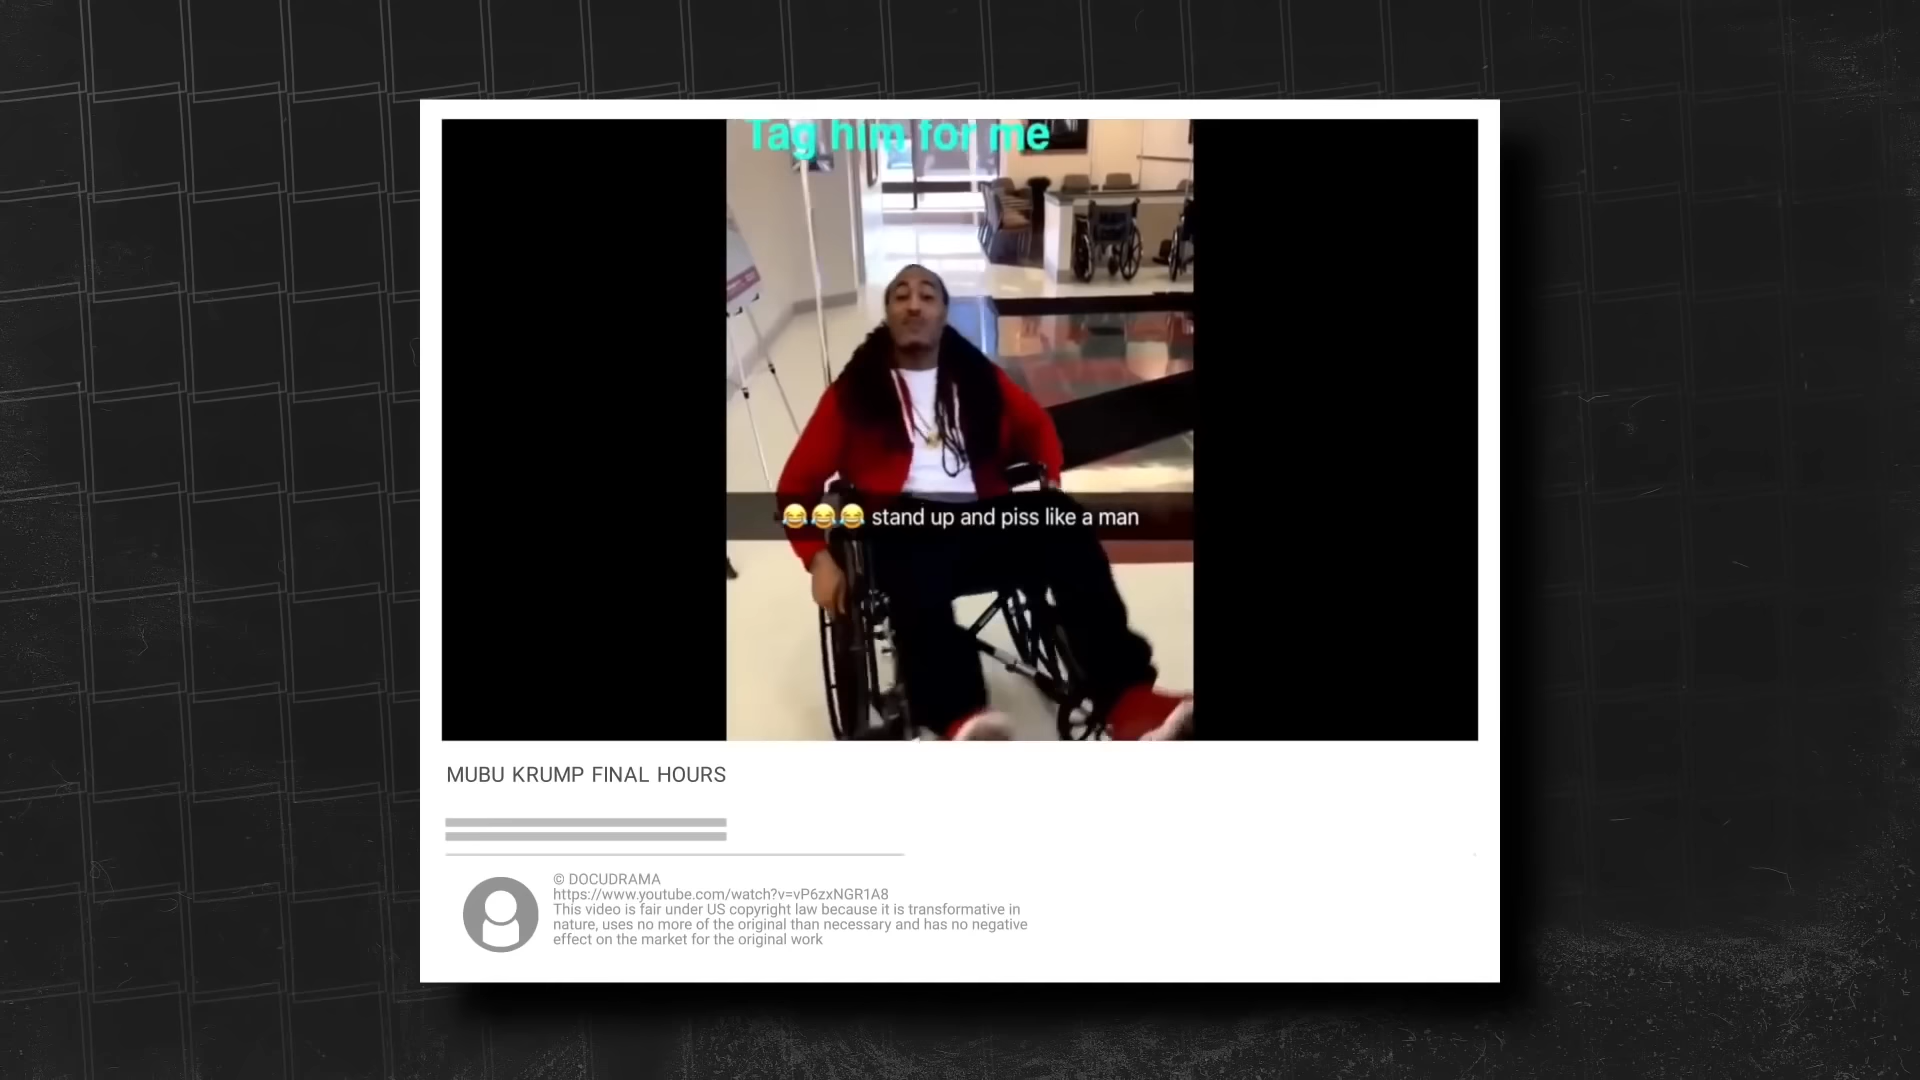 Tag him for me
😂😂😂 stand up and piss like a man
MUBU KRUMP FINAL HOURS
© DOCUDRAMA
https://www.youtube.com/watch?v=vP6zxNGR1A8
This video is fair under US copyright law because it is transformative in
nature, uses no more of the original than necessary and has no negative
effect on the market for the original work